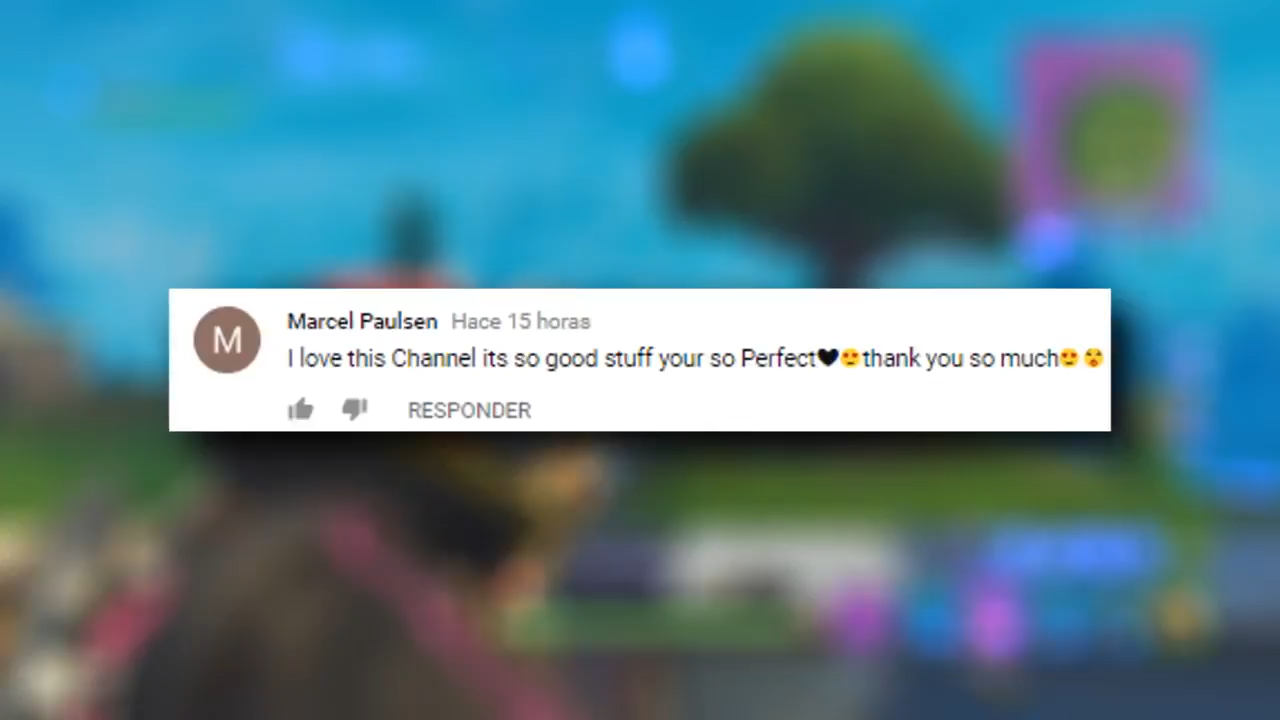 M
Marcel Paulsen Hace 15 horas
I love this Channel its so good stuff your so Perfect🖤😍thank you so much😍😲
RESPONDER